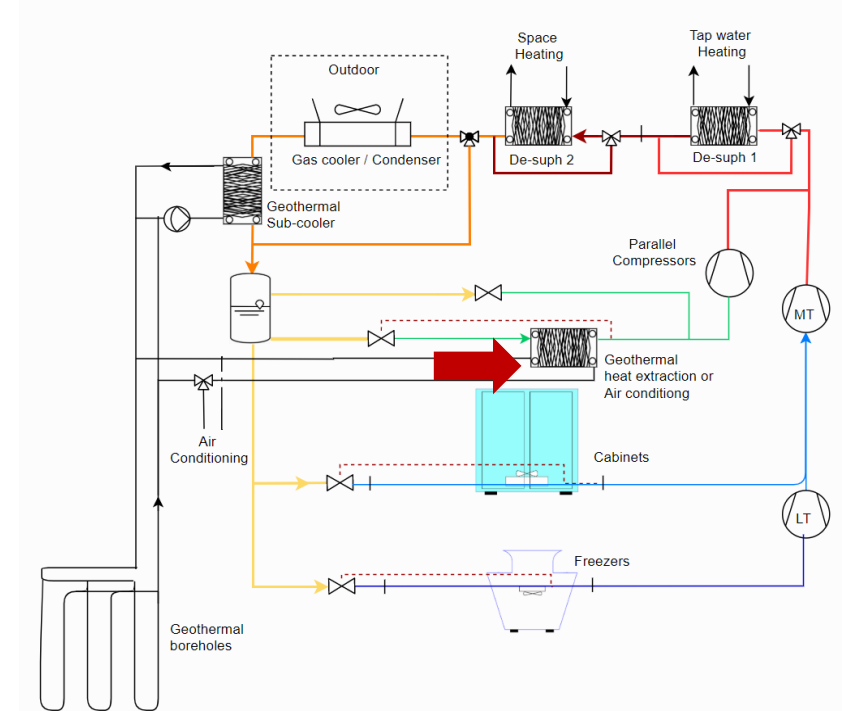 Space
Heating
Tap water
Heating
Outdoor
Gas cooler / Condenser
De-suph 2
De-suph 1
Geothermal
Sub-cooler
Parallel
Compressors
MT
Geothermal
heat extraction or
Air conditiong
Air
Conditioning
Cabinets
LT
Freezers
Geothermal
boreholes